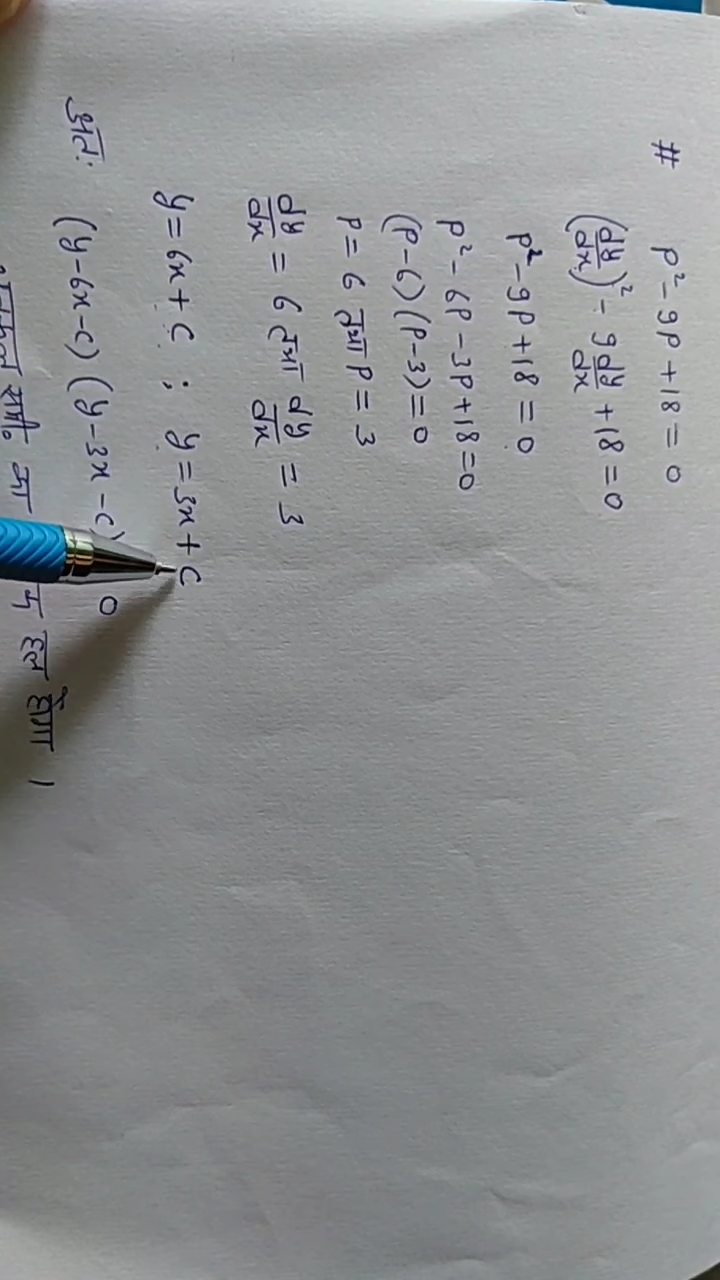 # p² - 9p + 18 = 0
(dy/dx)² - 9 dy/dx + 18 = 0
p² - 9p + 18 = 0
p² - 6p - 3p + 18 = 0
(p - 6) (p - 3) = 0
p = 6 तथा p = 3
dy/dx = 6 तथा dy/dx = 3
y = 6x + c ; y = 3x + c
अतः (y - 6x - c) (y - 3x - c) 0
का हल होगा ।